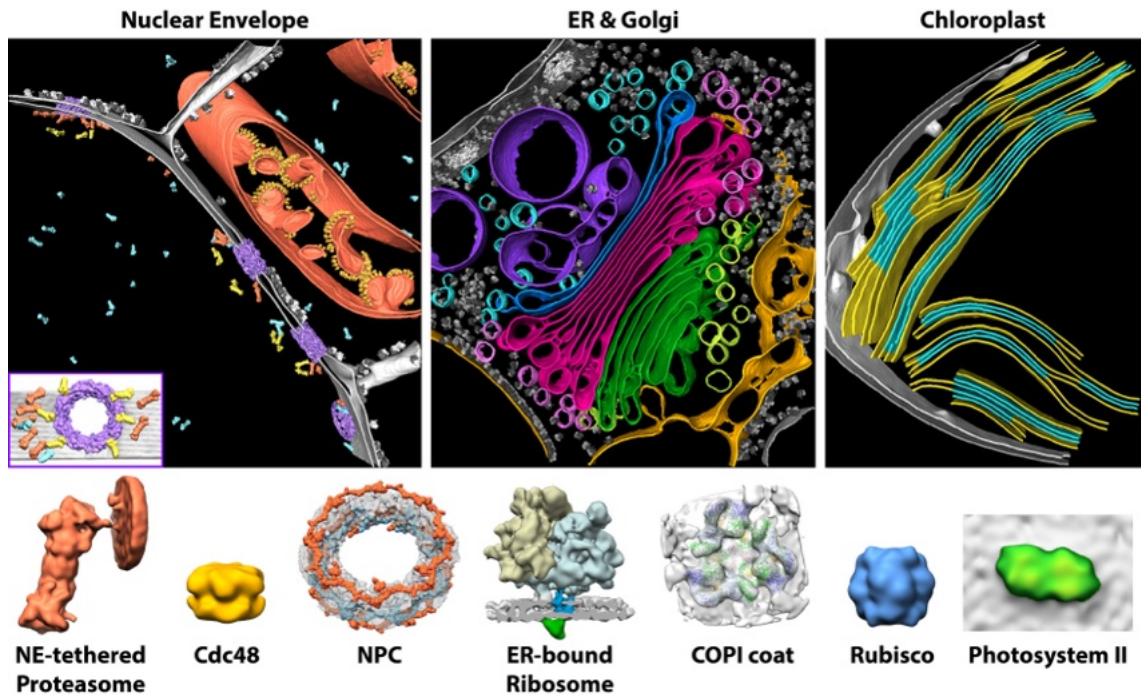 Nuclear Envelope
ER & Golgi
Chloroplast
NE-tethered
Proteasome
Cdc48
NPC
ER-bound
Ribosome
COPI coat
Rubisco
Photosystem II